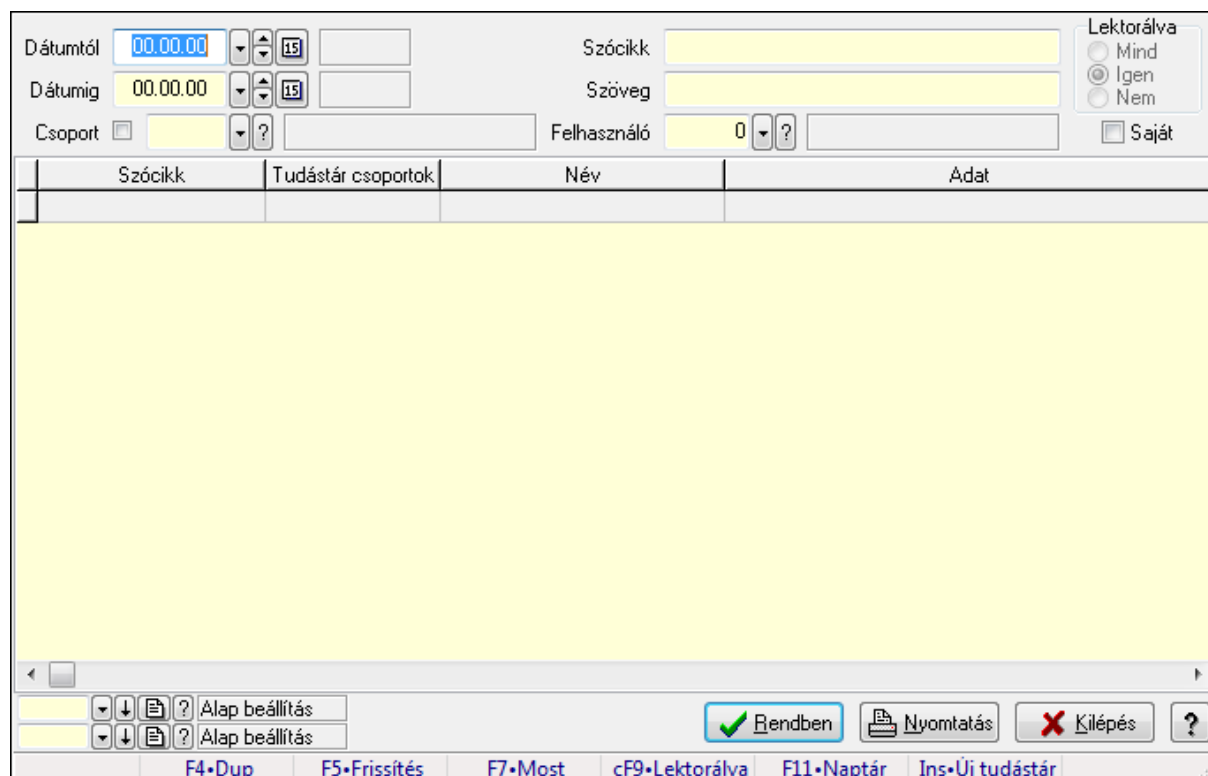 Dátumtól 00.00.00 15 Szócikk Lektorálva
Mind
Dátumig 00.00.00 15 Szöveg Igen
Nem
Csoport ? Felhasználó 0 ? Saját
Szócikk Tudástár csoportok Név Adat
? Alap beállítás
? Alap beállítás
Rendben Nyomtatás Kilépés ?
F4•Dup F5•Frissítés F7•Most cF9•Lektorálva F11•Naptár Ins•Új tudástár